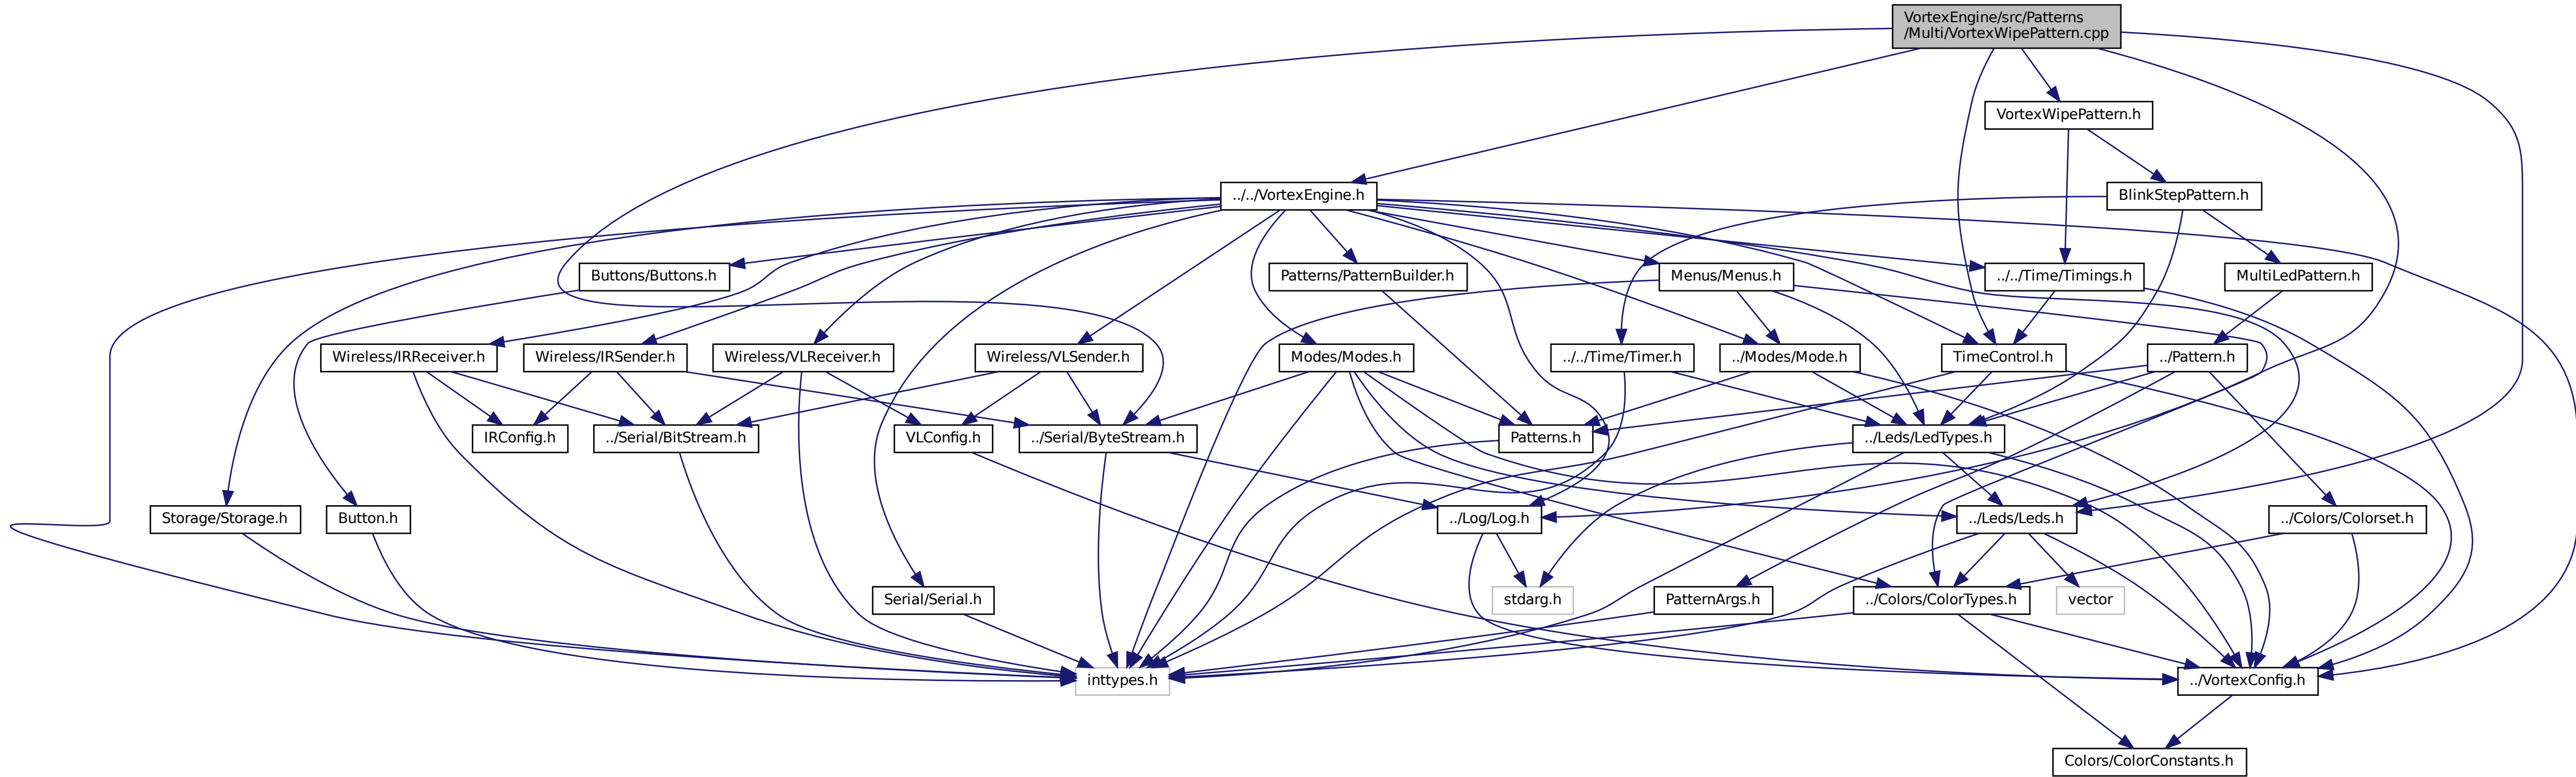 VortexEngine/src/Patterns
/Multi/VortexWipePattern.cpp
VortexWipePattern.h
../../VortexEngine.h
BlinkStepPattern.h
Buttons/Buttons.h
Patterns/PatternBuilder.h
Menus/Menus.h
../../Time/Timings.h
MultiLedPattern.h
Wireless/IRReceiver.h
Wireless/IRSender.h
Wireless/VLReceiver.h
Wireless/VLSender.h
Modes/Modes.h
../../Time/Timer.h
../Modes/Mode.h
TimeControl.h
../Pattern.h
IRConfig.h
../Serial/BitStream.h
VLConfig.h
../Serial/ByteStream.h
Patterns.h
../Leds/LedTypes.h
Storage/Storage.h
Button.h
../Log/Log.h
../Leds/Leds.h
../Colors/Colorset.h
Serial/Serial.h
stdarg.h
PatternArgs.h
../Colors/ColorTypes.h
vector
inttypes.h
../VortexConfig.h
Colors/ColorConstants.h